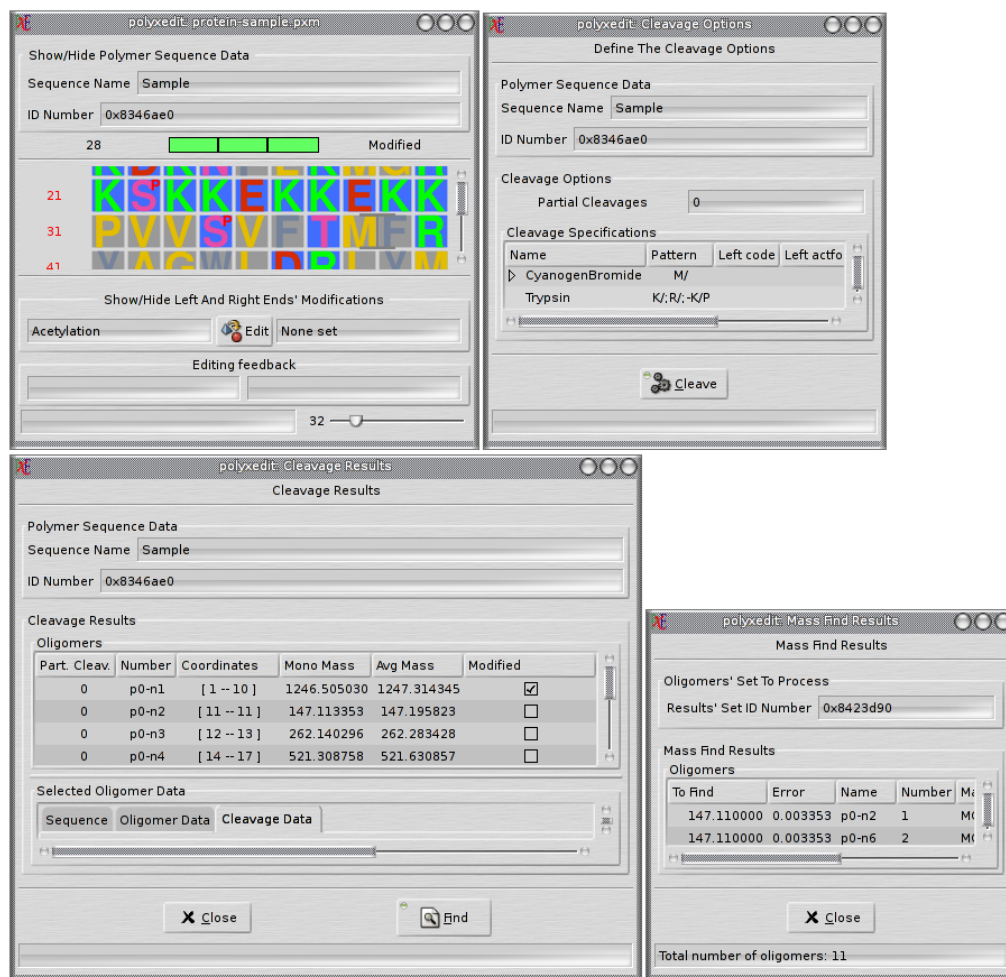 polyxedit: protein-sample.pxm
Show/Hide Polymer Sequence Data
Sequence Name Sample
ID Number 0x8346ae0
28 Modified
21 K S P K K E K K E K K
31 P V V S P V F T M F R
41
Show/Hide Left And Right Ends' Modifications
Acetylation Edit None set
Editing feedback
32
polyxedit: Cleavage Options
Define The Cleavage Options
Polymer Sequence Data
Sequence Name Sample
ID Number 0x8346ae0
Cleavage Options
Partial Cleavages 0
Cleavage Specifications
Name Pattern Left code Left actfo
CyanogenBromide M/
Trypsin K/;R/;-K/P
Cleave
polyxedit: Cleavage Results
Cleavage Results
Polymer Sequence Data
Sequence Name Sample
ID Number 0x8346ae0
Cleavage Results
Oligomers
Part. Cleav. Number Coordinates Mono Mass Avg Mass Modified
0 p0-n1 [ 1 -- 10 ] 1246.505030 1247.314345
0 p0-n2 [ 11 -- 11 ] 147.113353 147.195823
0 p0-n3 [ 12 -- 13 ] 262.140296 262.283428
0 p0-n4 [ 14 -- 17 ] 521.308758 521.630857
Selected Oligomer Data
Sequence Oligomer Data Cleavage Data
Close Find
polyxedit: Mass Find Results
Mass Find Results
Oligomers' Set To Process
Results' Set ID Number 0x8423d90
Mass Find Results
Oligomers
To Find Error Name Number Ma
147.110000 0.003353 p0-n2 1
147.110000 0.003353 p0-n6 2
Close
Total number of oligomers: 11